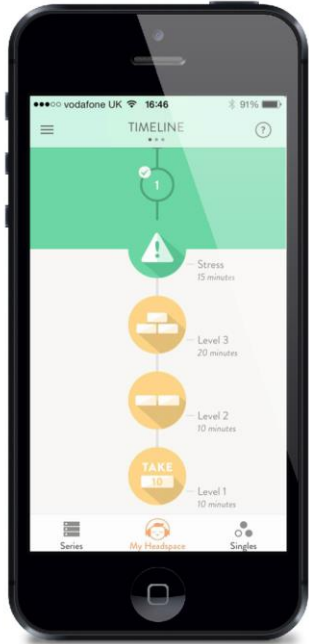 vodafone UK 16:46 91%
TIMELINE
?
1
!
Stress
15 minutes
Level 3
20 minutes
Level 2
10 minutes
TAKE
10
Level 1
10 minutes
Series My Headspace Singles